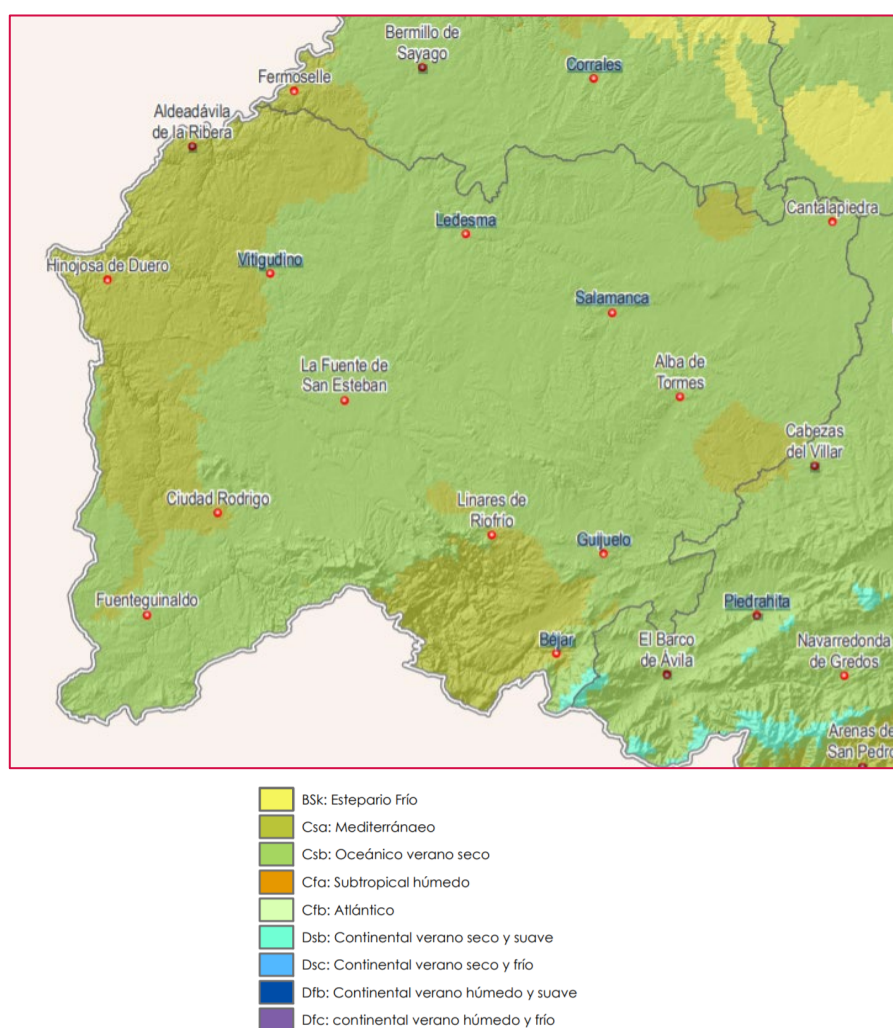 Bermillo de
Sayago
Corrales
Fermoselle
Aldeadávila
de la Ribera
Cantalapiedra
Ledesma
Hinojosa de Duero
Vitigudino
Salamanca
La Fuente de
San Esteban
Alba de
Tormes
Cabezas
del Villar
Ciudad Rodrigo
Linares de
Riofrío
Guijuelo
Fuenteguinaldo
Piedrahita
Béjar
El Barco
de Ávila
Navarredonda
de Gredos
Arenas de
San Pedro
BSk: Estepario Frío
Csa: Mediterránaeo
Csb: Oceánico verano seco
Cfa: Subtropical húmedo
Cfb: Atlántico
Dsb: Continental verano seco y suave
Dsc: Continental verano seco y frío
Dfb: Continental verano húmedo y suave
Dfc: continental verano húmedo y frío